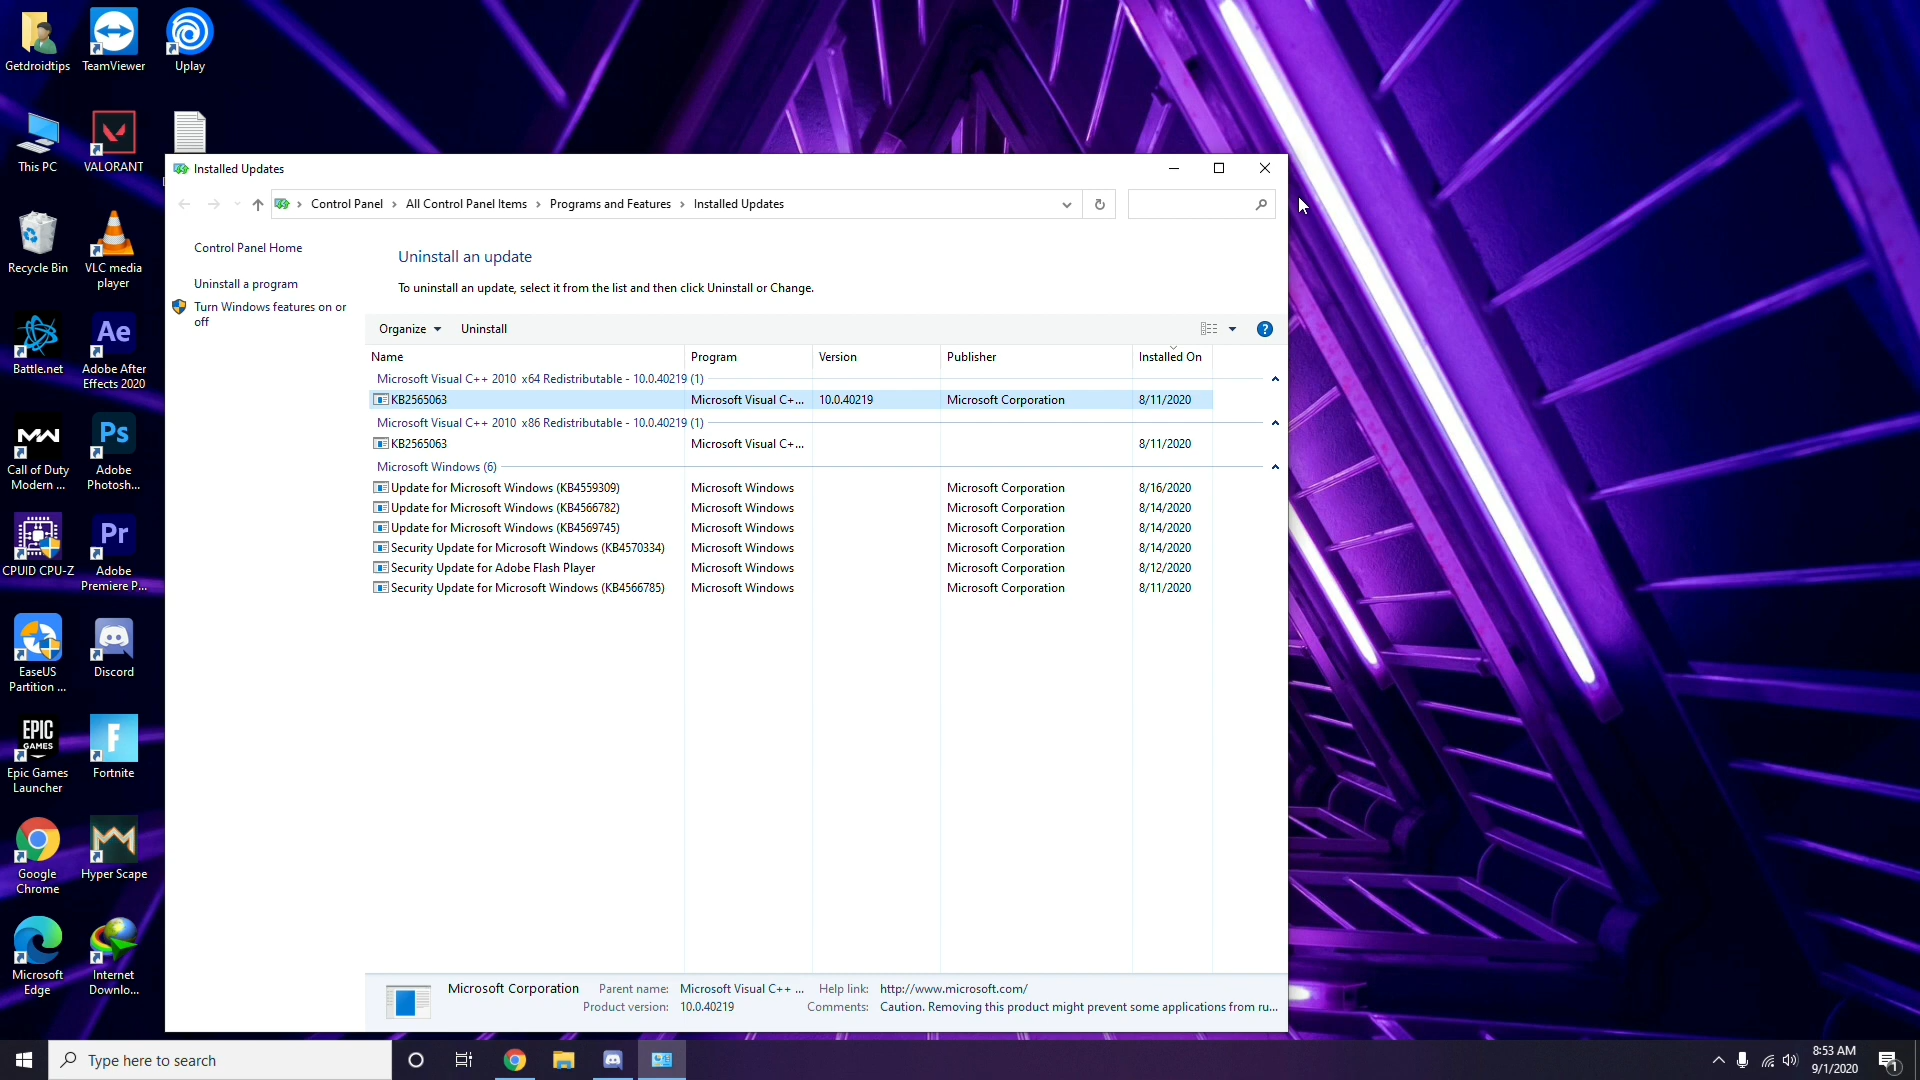 Getdroidtips
TeamViewer
Uplay
This PC
VALORANT
Recycle Bin
VLC media
player
Battle.net
Ae
Adobe After
Effects 2020
MW
Call of Duty
Modern ...
Ps
Adobe
Photosh...
CPUID CPU-Z
Pr
Adobe
Premiere P...
EaseUS
Partition ...
Discord
EPIC
GAMES
Epic Games
Launcher
F
Fortnite
Google
Chrome
Hyper Scape
Microsoft
Edge
Internet
Downlo...
Installed Updates
Control Panel > All Control Panel Items > Programs and Features > Installed Updates
Control Panel Home
Uninstall a program
Turn Windows features on or
off
Uninstall an update
To uninstall an update, select it from the list and then click Uninstall or Change.
Organize Uninstall ?
Name Program Version Publisher Installed On
Microsoft Visual C++ 2010 x64 Redistributable - 10.0.40219 (1)
KB2565063 Microsoft Visual C+... 10.0.40219 Microsoft Corporation 8/11/2020
Microsoft Visual C++ 2010 x86 Redistributable - 10.0.40219 (1)
KB2565063 Microsoft Visual C+... 8/11/2020
Microsoft Windows (6)
Update for Microsoft Windows (KB4559309) Microsoft Windows Microsoft Corporation 8/16/2020
Update for Microsoft Windows (KB4566782) Microsoft Windows Microsoft Corporation 8/14/2020
Update for Microsoft Windows (KB4569745) Microsoft Windows Microsoft Corporation 8/14/2020
Security Update for Microsoft Windows (KB4570334) Microsoft Windows Microsoft Corporation 8/14/2020
Security Update for Adobe Flash Player Microsoft Windows Microsoft Corporation 8/12/2020
Security Update for Microsoft Windows (KB4566785) Microsoft Windows Microsoft Corporation 8/11/2020
Microsoft Corporation Parent name: Microsoft Visual C++ ... Help link: http://www.microsoft.com/
Product version: 10.0.40219 Comments: Caution. Removing this product might prevent some applications from ru...
Type here to search
8:53 AM
9/1/2020
1